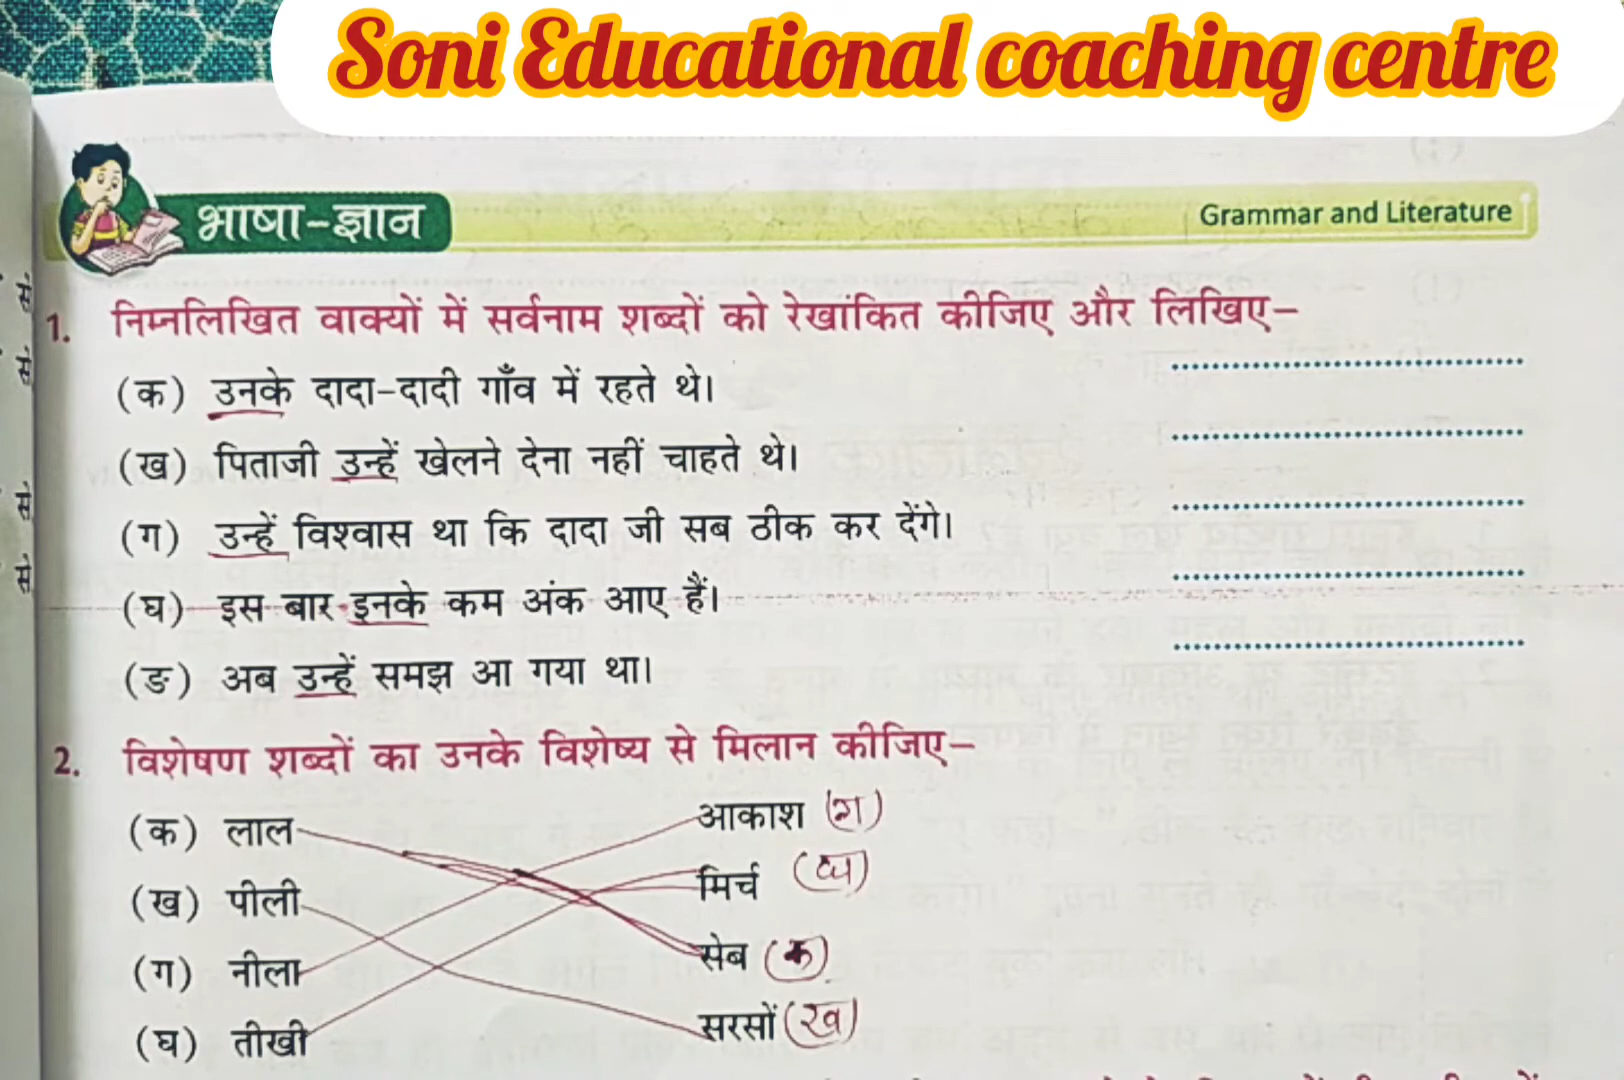 Soni Educational coaching centre
भाषा-ज्ञान
Grammar and Literature
1. निम्नलिखित वाक्यों में सर्वनाम शब्दों को रेखांकित कीजिए और लिखिए–
(क) उनके दादा-दादी गाँव में रहते थे। ........................
(ख) पिताजी उन्हें खेलने देना नहीं चाहते थे। ........................
(ग) उन्हें विश्वास था कि दादा जी सब ठीक कर देंगे। ........................
(घ) इस बार इनके कम अंक आए हैं। ........................
(ङ) अब उन्हें समझ आ गया था। ........................
2. विशेषण शब्दों का उनके विशेष्य से मिलान कीजिए–
(क) लाल आकाश (ग)
(ख) पीली मिर्च (घ)
(ग) नीला सेब (क)
(घ) तीखी सरसों (ख)